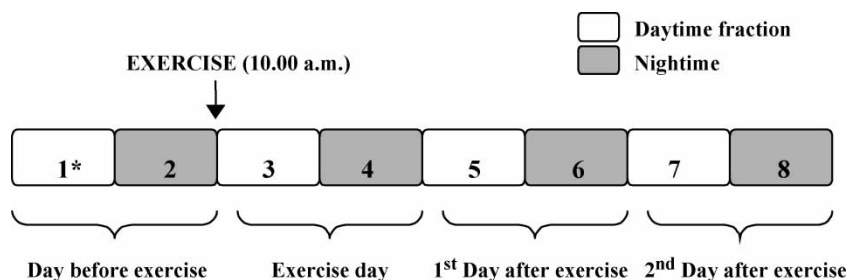 Daytime fraction
Nightime
EXERCISE (10.00 a.m.)
1* 2 3 4 5 6 7 8
Day before exercise Exercise day 1st Day after exercise 2nd Day after exercise